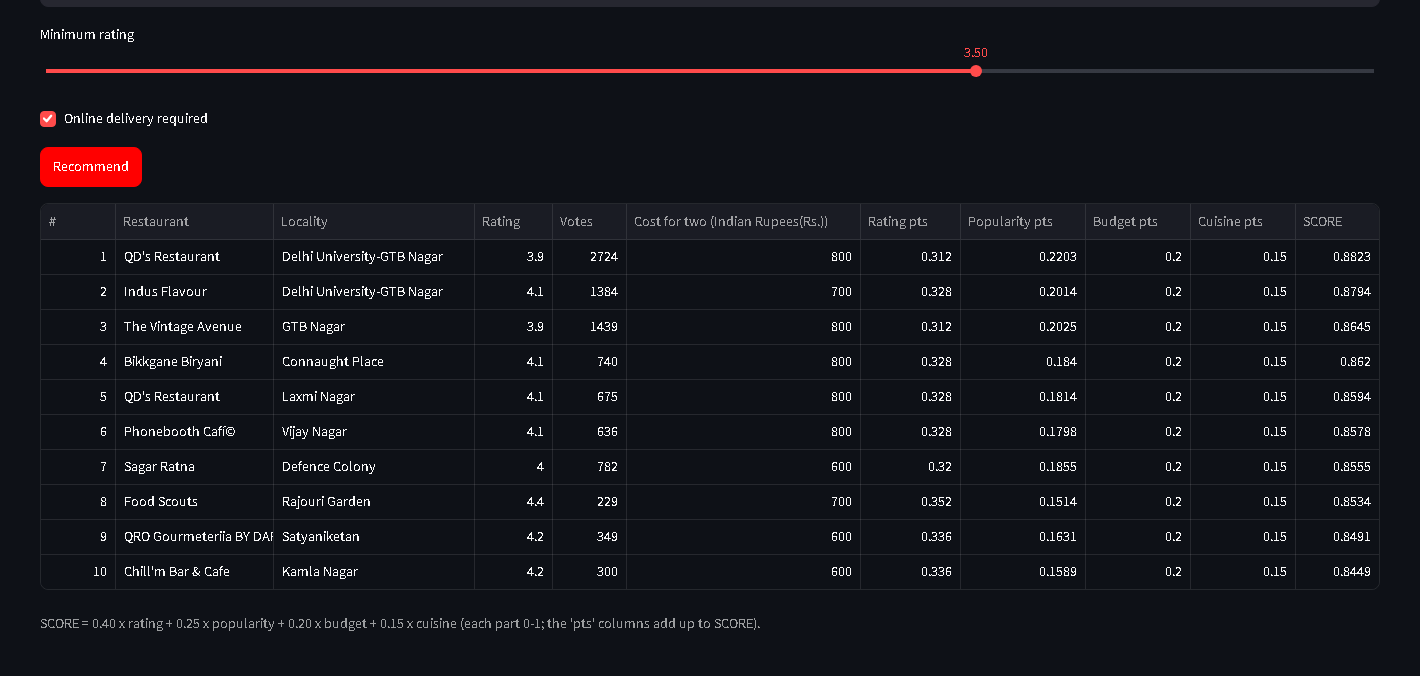 Minimum rating
3.50
Online delivery required
Recommend
# Restaurant Locality Rating Votes Cost for two (Indian Rupees(Rs.)) Rating pts Popularity pts Budget pts Cuisine pts SCORE
1 QD's Restaurant Delhi University-GTB Nagar 3.9 2724 800 0.312 0.2203 0.2 0.15 0.8823
2 Indus Flavour Delhi University-GTB Nagar 4.1 1384 700 0.328 0.2014 0.2 0.15 0.8794
3 The Vintage Avenue GTB Nagar 3.9 1439 800 0.312 0.2025 0.2 0.15 0.8645
4 Bikkgane Biryani Connaught Place 4.1 740 800 0.328 0.184 0.2 0.15 0.862
5 QD's Restaurant Laxmi Nagar 4.1 675 800 0.328 0.1814 0.2 0.15 0.8594
6 Phonebooth Cafí© Vijay Nagar 4.1 636 800 0.328 0.1798 0.2 0.15 0.8578
7 Sagar Ratna Defence Colony 4 782 600 0.32 0.1855 0.2 0.15 0.8555
8 Food Scouts Rajouri Garden 4.4 229 700 0.352 0.1514 0.2 0.15 0.8534
9 QRO Gourmeteriia BY Satyaniketan 4.2 349 600 0.336 0.1631 0.2 0.15 0.8491
10 Chill'm Bar & Cafe Kamla Nagar 4.2 300 600 0.336 0.1589 0.2 0.15 0.8449
SCORE = 0.40 x rating + 0.25 x popularity + 0.20 x budget + 0.15 x cuisine (each part 0-1; the 'pts' columns add up to SCORE).